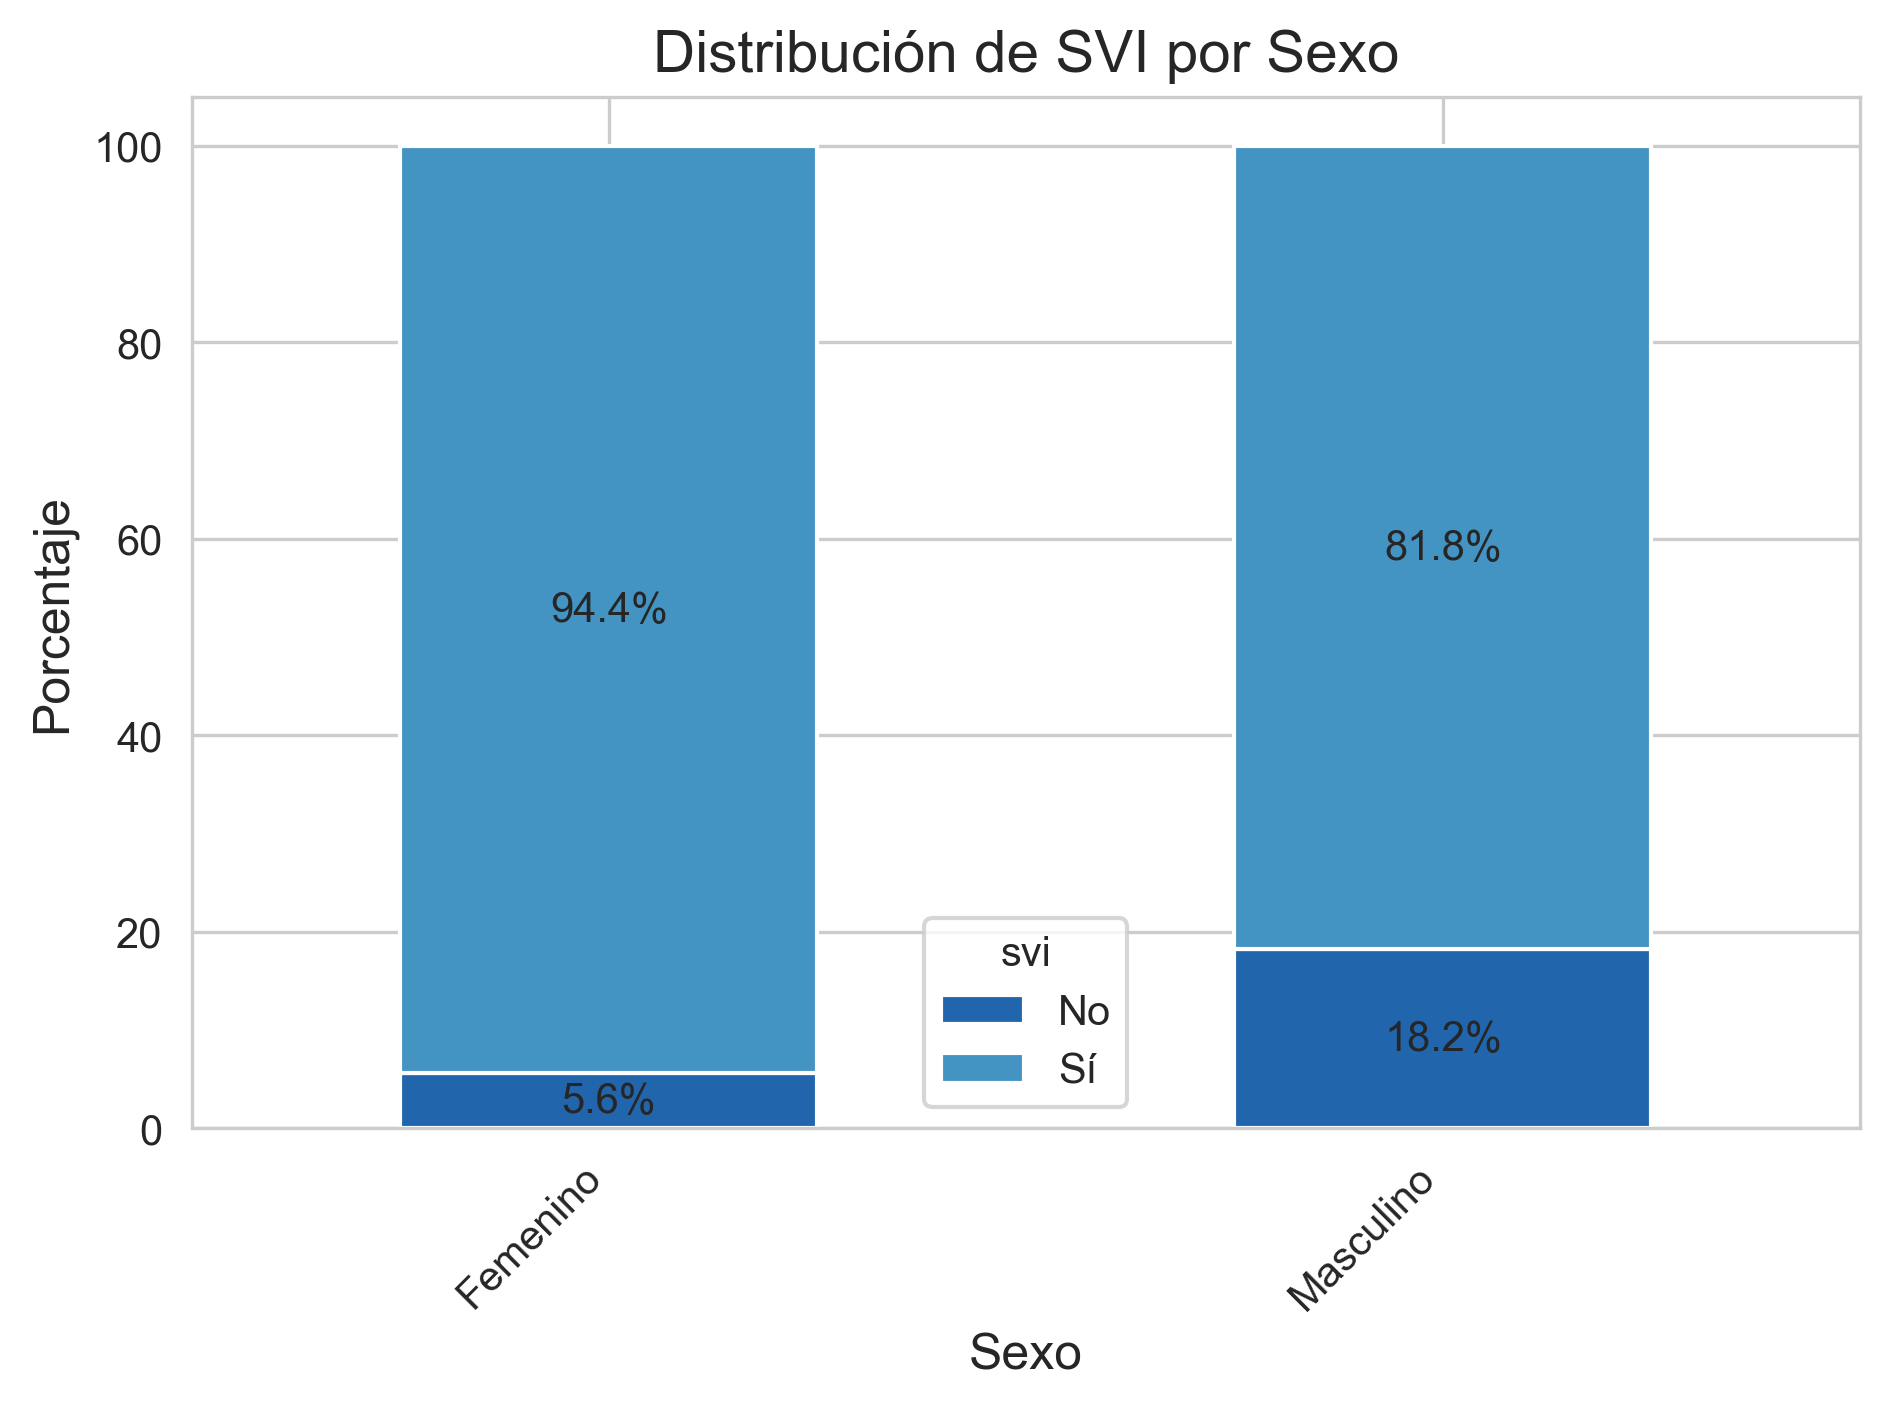 Distribución de SVI por Sexo
Porcentaje
100
80
60
40
20
0
94.4%
5.6%
81.8%
18.2%
svi
No
Sí
Femenino
Masculino
Sexo